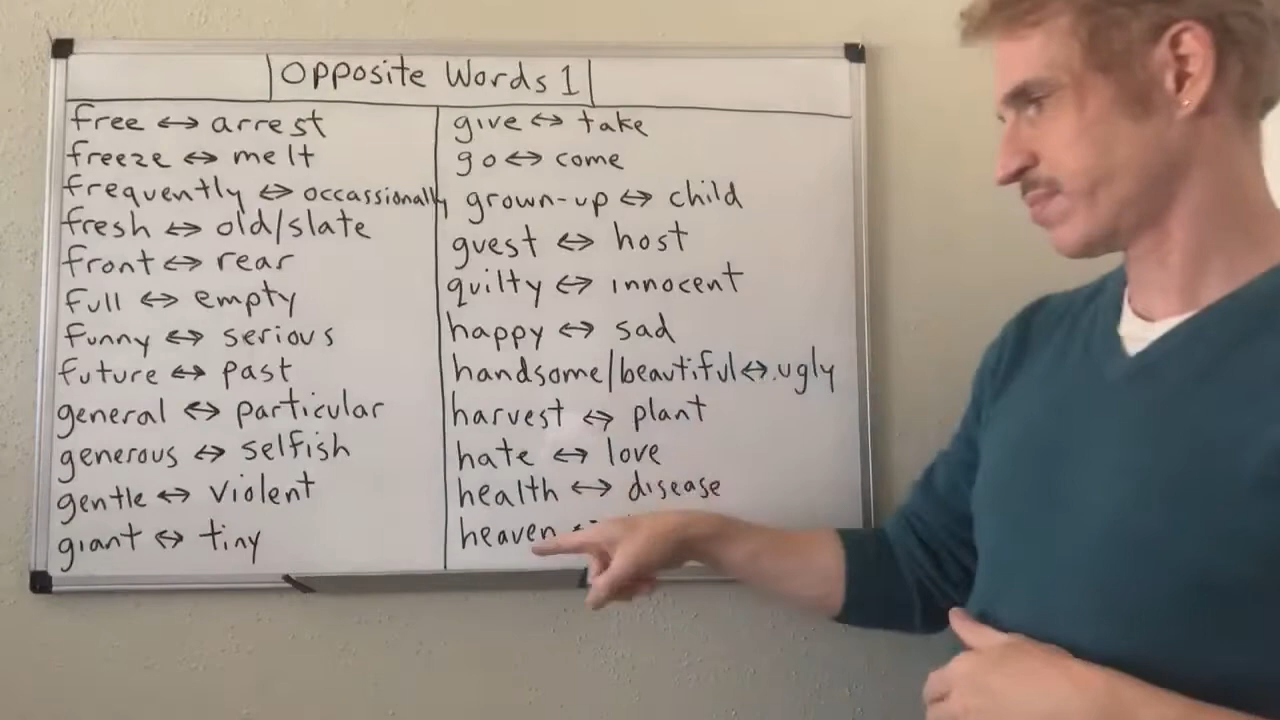 Opposite Words 1
free ↔ arrest
freeze ↔ melt
frequently ↔ occassionally
fresh ↔ old/slate
front ↔ rear
full ↔ empty
funny ↔ serious
future ↔ past
general ↔ particular
generous ↔ selfish
gentle ↔ violent
giant ↔ tiny
give ↔ take
go ↔ come
grown-up ↔ child
guest ↔ host
guilty ↔ innocent
happy ↔ sad
handsome/beautiful ↔ ugly
harvest ↔ plant
hate ↔ love
health ↔ disease
heaven ↔